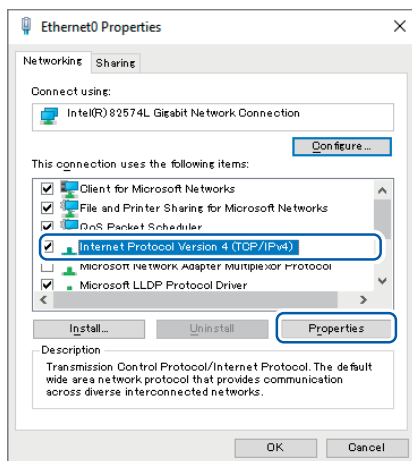 Ethernet0 Properties
Networking Sharing
Connect using:
Intel(R) 82574L Gigabit Network Connection
Configure...
This connection uses the following items:
Client for Microsoft Networks
File and Printer Sharing for Microsoft Networks
QoS Packet Scheduler
Internet Protocol Version 4 (TCP/IPv4)
Microsoft Network Adapter Multiplexor Protocol
Microsoft LLDP Protocol Driver
Install... Uninstall Properties
Description
Transmission Control Protocol/Internet Protocol. The default
wide area network protocol that provides communication
across diverse interconnected networks.
OK Cancel